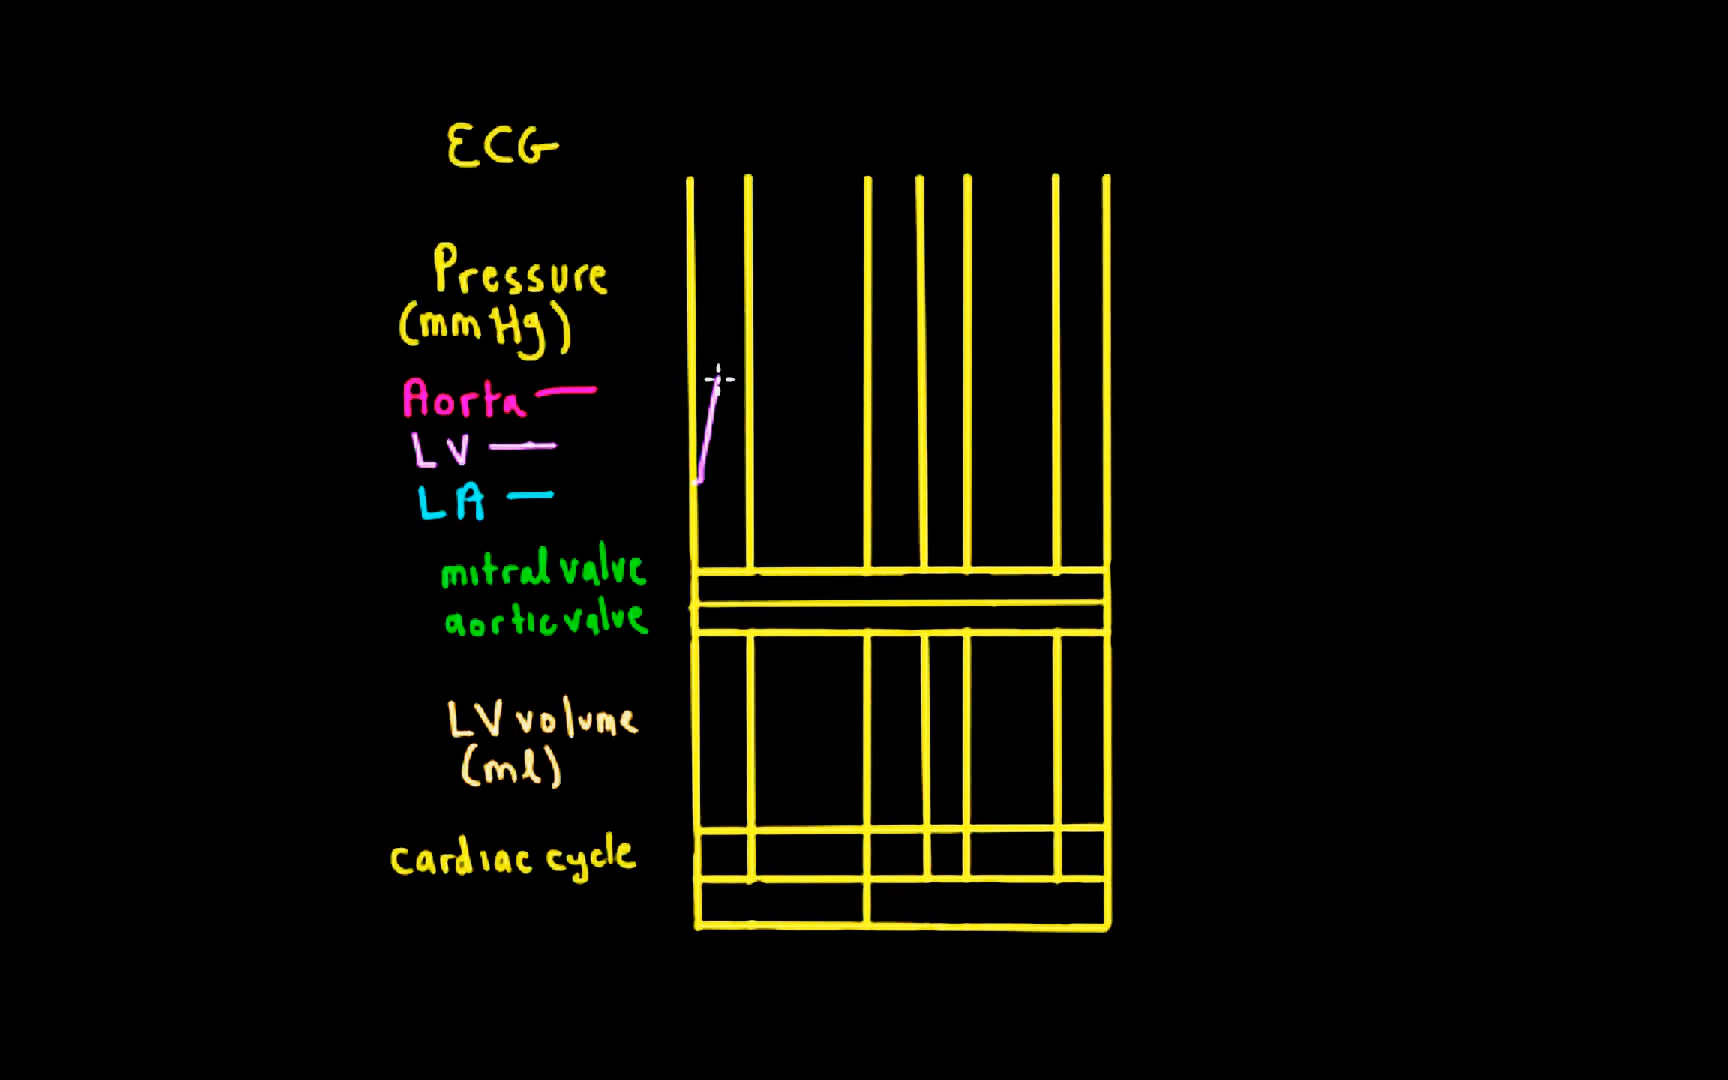 ECG
Pressure
(mm Hg)
Aorta
LV
LA
mitral valve
aortic valve
LV volume
(ml)
cardiac cycle